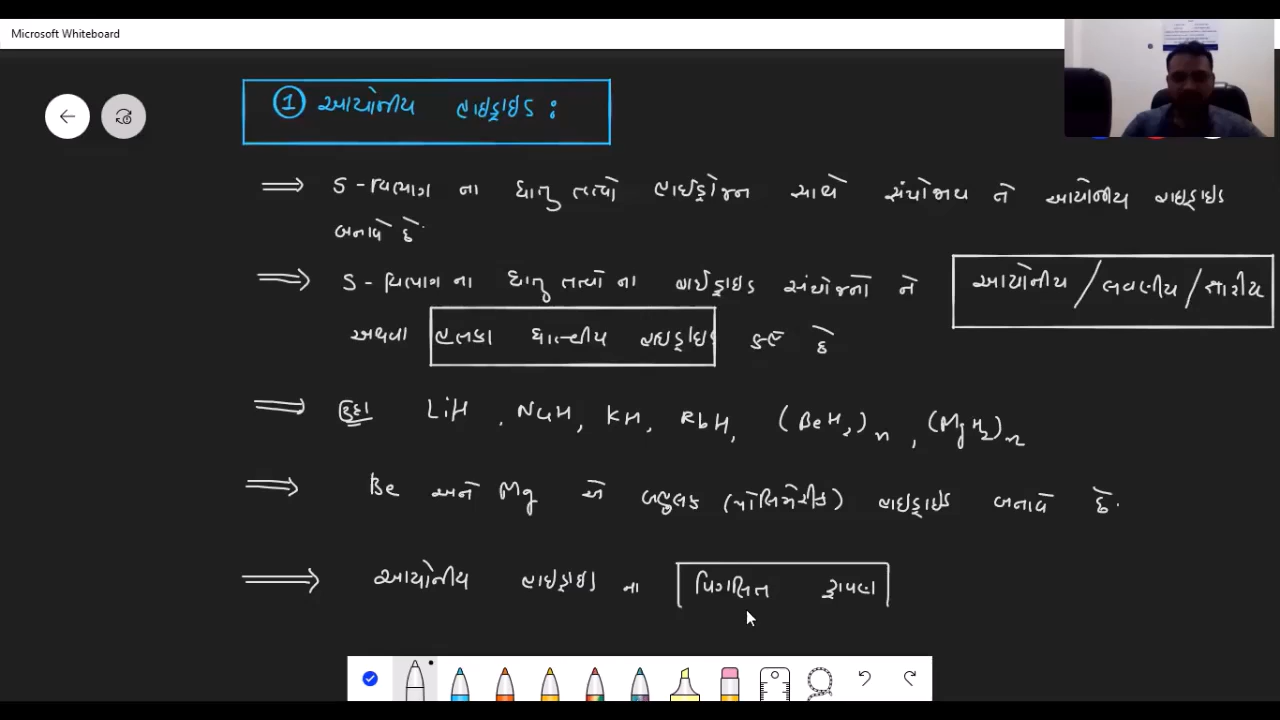 Microsoft Whiteboard
① આયોનીય હાઇડ્રાઇડ :
⇒ S-વિભાગ ના ધાતુ તત્વો હાઈડ્રોજન સાથે સંયોજાય ને આયોનીય હાઇડ્રાઇડ
બનાવે છે.
⇒ S-વિભાગ ના ધાતુ તત્વો ના હાઈડ્રાઇડ સંયોજનો ને આયોનીય / લવણીય / ક્ષારીય
અથવા હલકા ધાત્વીય હાઇડ્રાઇડ કહે છે
⇒ LiH, NaH, KH, RbH, (BeH₂)n, (MgH₂)n
⇒ Be અને Mg એ બહુલક (પોલિમેરીક) હાઇડ્રાઇડ બનાવે છે.
⇒ આયોનીય હાઇડ્રાઇડ ના પિગલિત દ્રાવણ